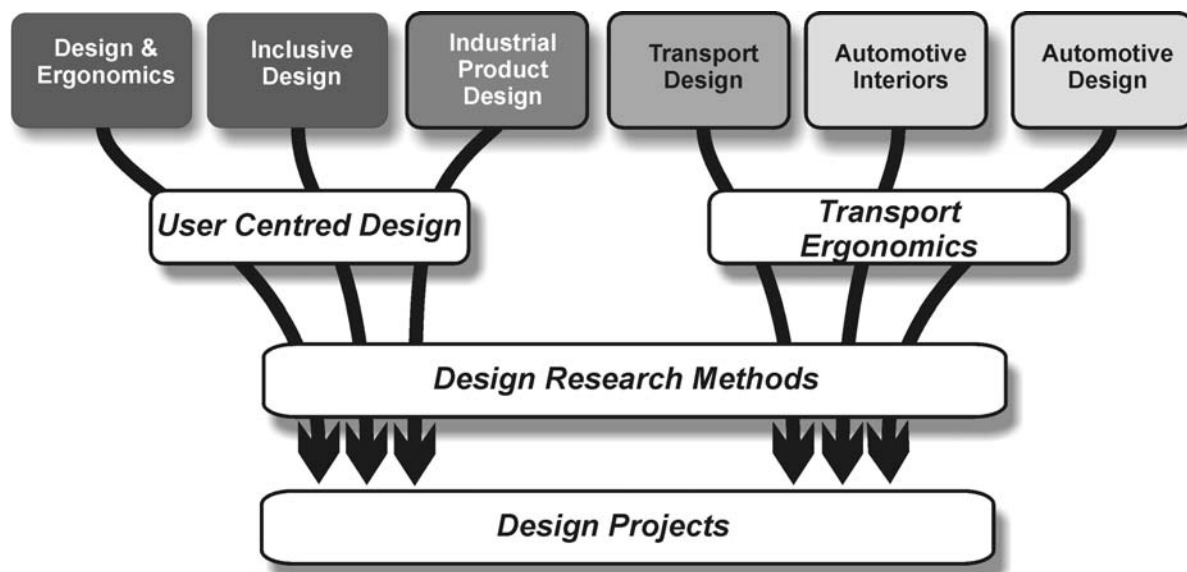 Design &
Ergonomics
Inclusive
Design
Industrial
Product
Design
Transport
Design
Automotive
Interiors
Automotive
Design
User Centred Design
Transport
Ergonomics
Design Research Methods
Design Projects